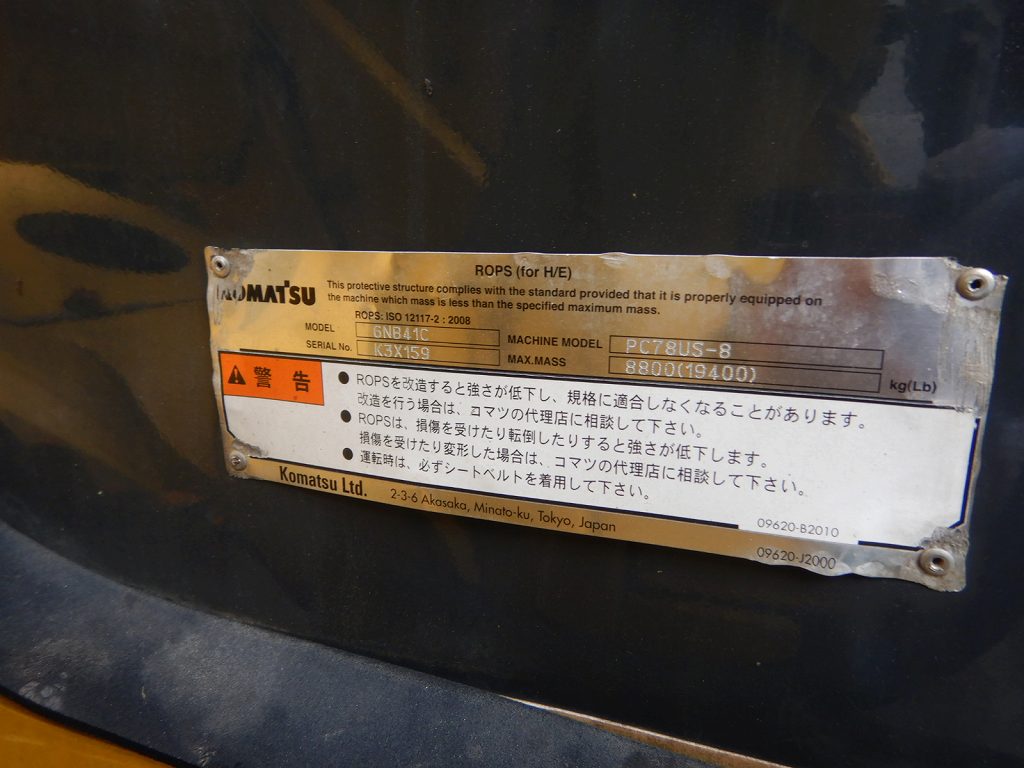 ROPS (for H/E)
KOMATSU
This protective structure complies with the standard provided that it is properly equipped on
the machine which mass is less than the specified maximum mass.
ROPS: ISO 12117-2 : 2008
MODEL 6NB41C MACHINE MODEL PC78US-8
SERIAL No. K3X159 MAX.MASS 8800(19400) kg(Lb)
警告
● ROPSを改造すると強さが低下し、規格に適合しなくなることがあります。
改造を行う場合は、コマツの代理店に相談して下さい。
● ROPSは、損傷を受けたり転倒したりすると強さが低下します。
損傷を受けたり変形した場合は、コマツの代理店に相談して下さい。
● 運転時は、必ずシートベルトを着用して下さい。
09620-B2010
Komatsu Ltd. 2-3-6 Akasaka, Minato-ku, Tokyo, Japan
09620-J2000